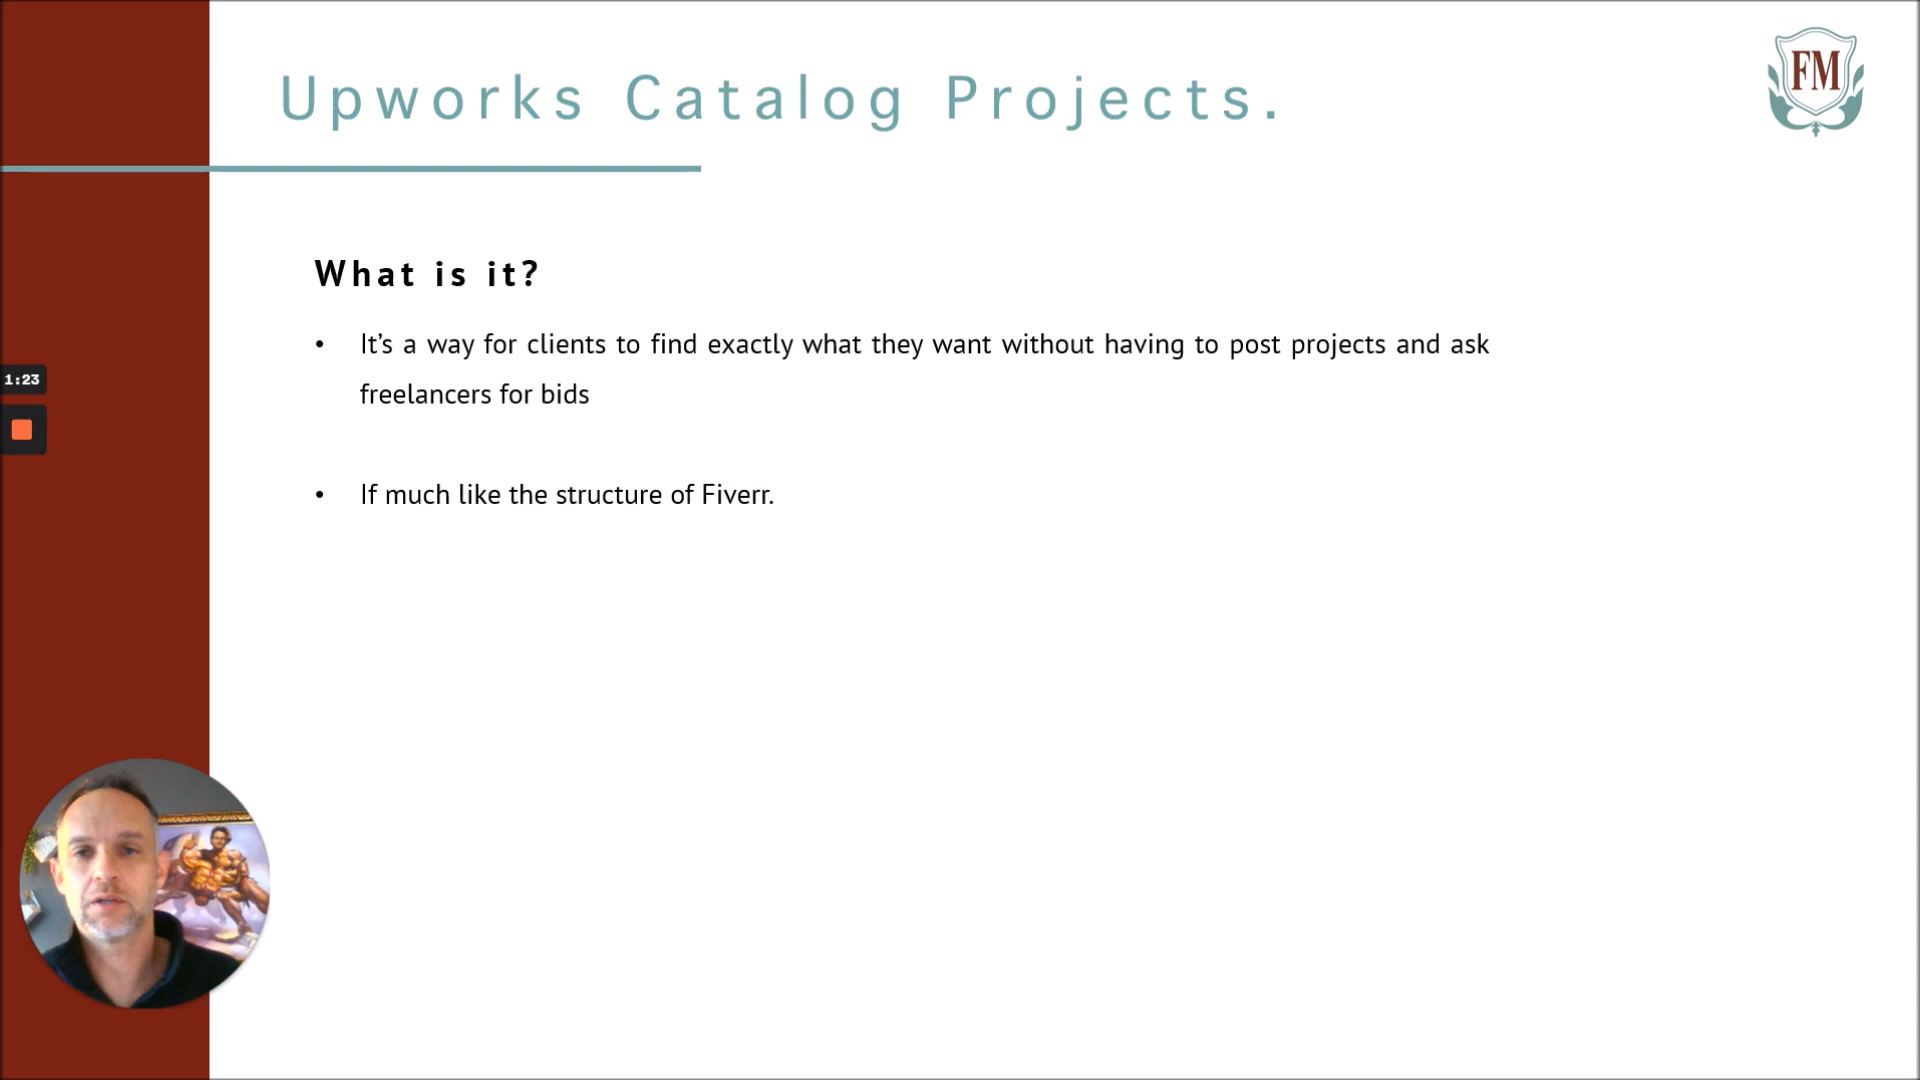 Upworks Catalog Projects.
FM
What is it?
• It’s a way for clients to find exactly what they want without having to post projects and ask
freelancers for bids
1:23
• If much like the structure of Fiverr.